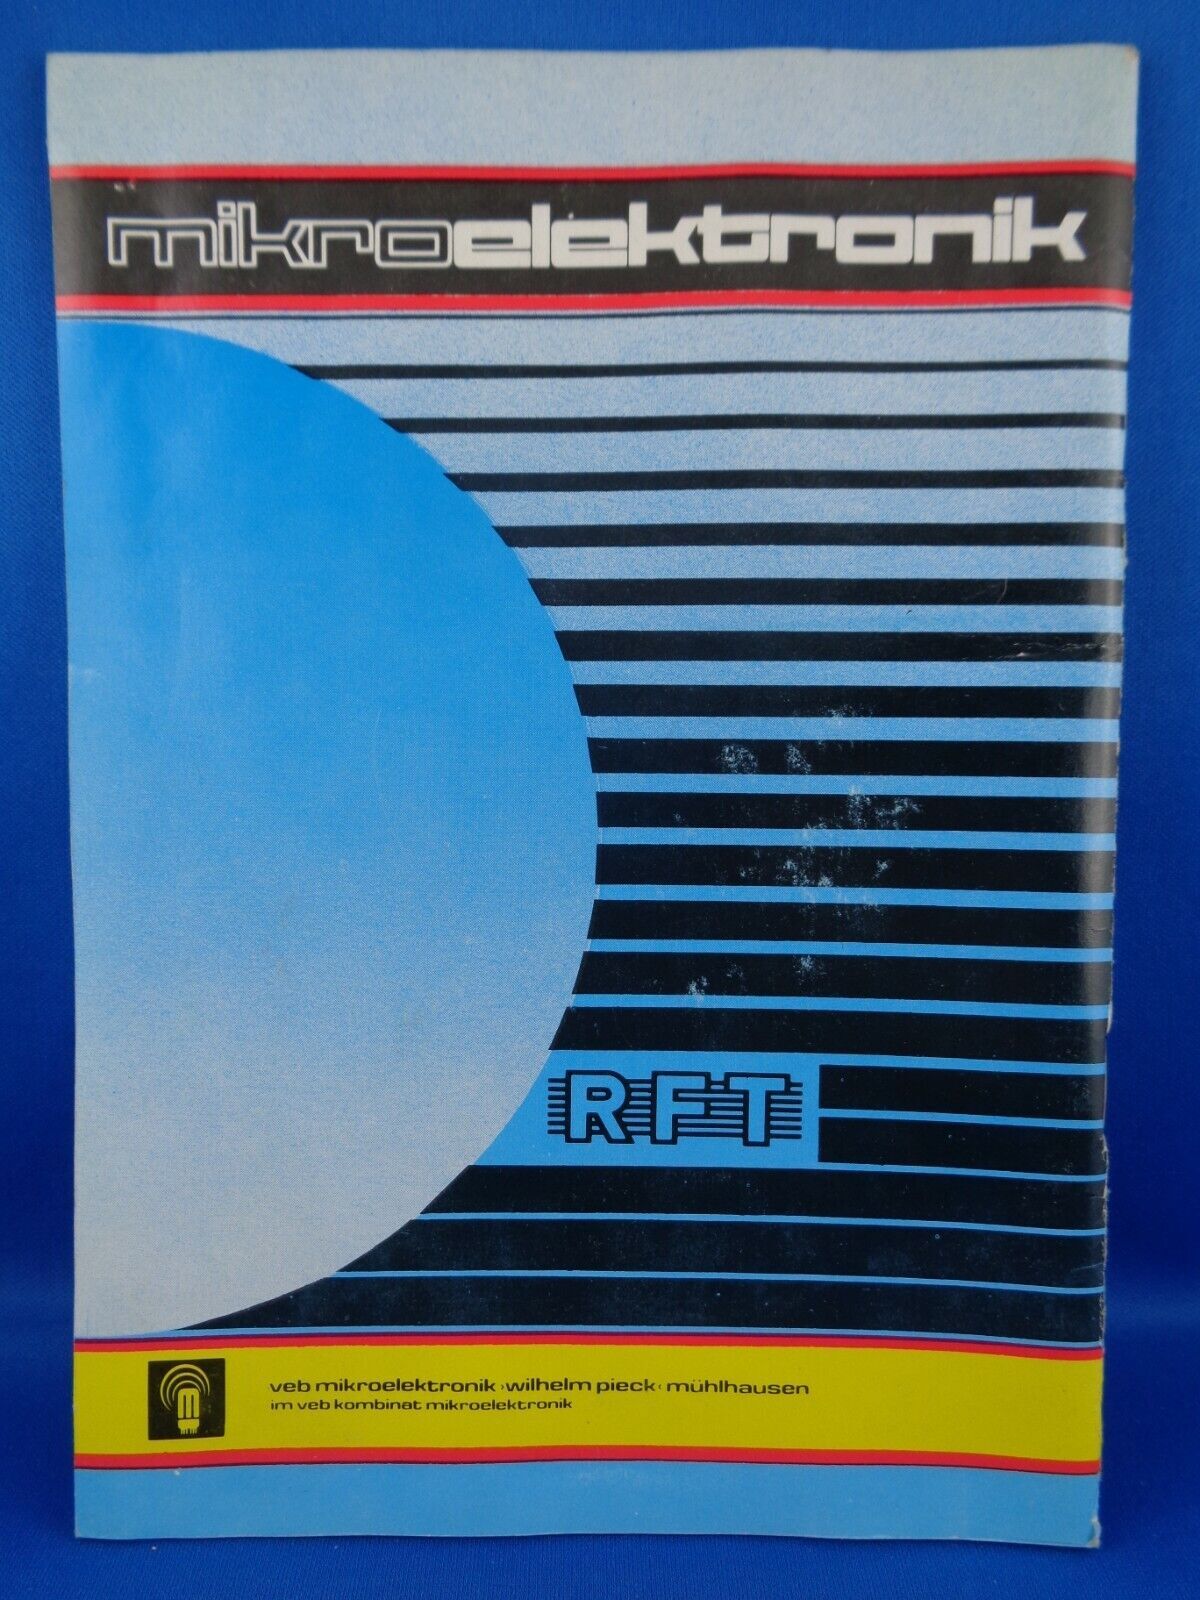 mikroelektronik
RFT
veb mikroelektronik ›wilhelm pieck‹ mühlhausen
im veb kombinat mikroelektronik